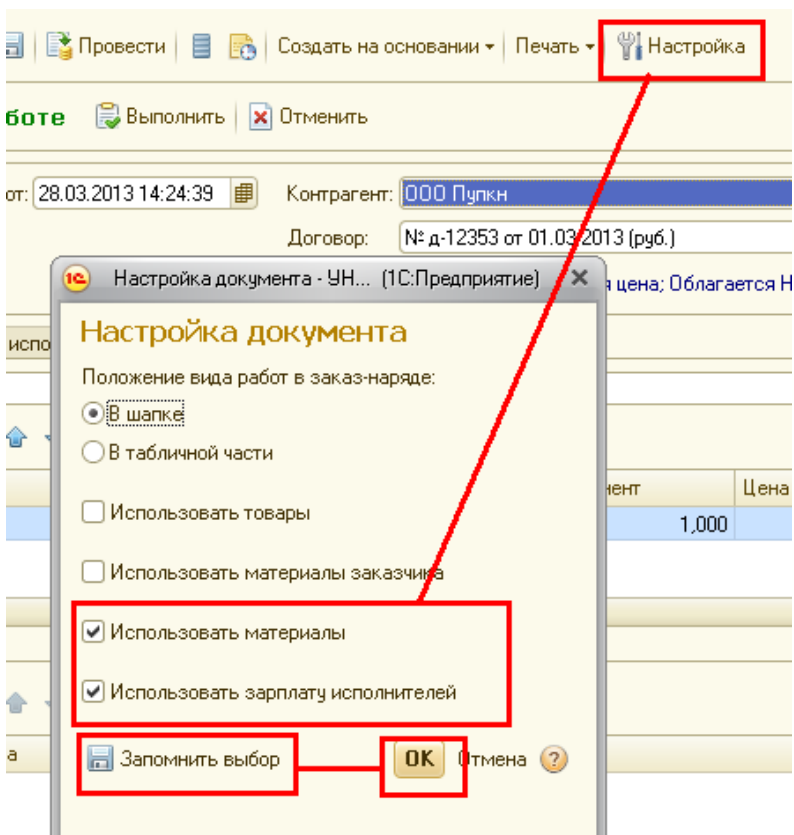 Провести Создать на основании Печать Настройка
боте Выполнить Отменить
от: 28.03.2013 14:24:39 Контрагент: ООО Пупкн
Договор: № д-12353 от 01.03.2013 (руб.)
1С Настройка документа - УН... (1С:Предприятие)
я цена; Облагается Н
испо
Настройка документа
Положение вида работ в заказ-наряде:
В шапке
В табличной части
мент Цена
Использовать товары
1,000
Использовать материалы заказчика
Использовать материалы
Использовать зарплату исполнителей
а
Запомнить выбор OK Отмена ?